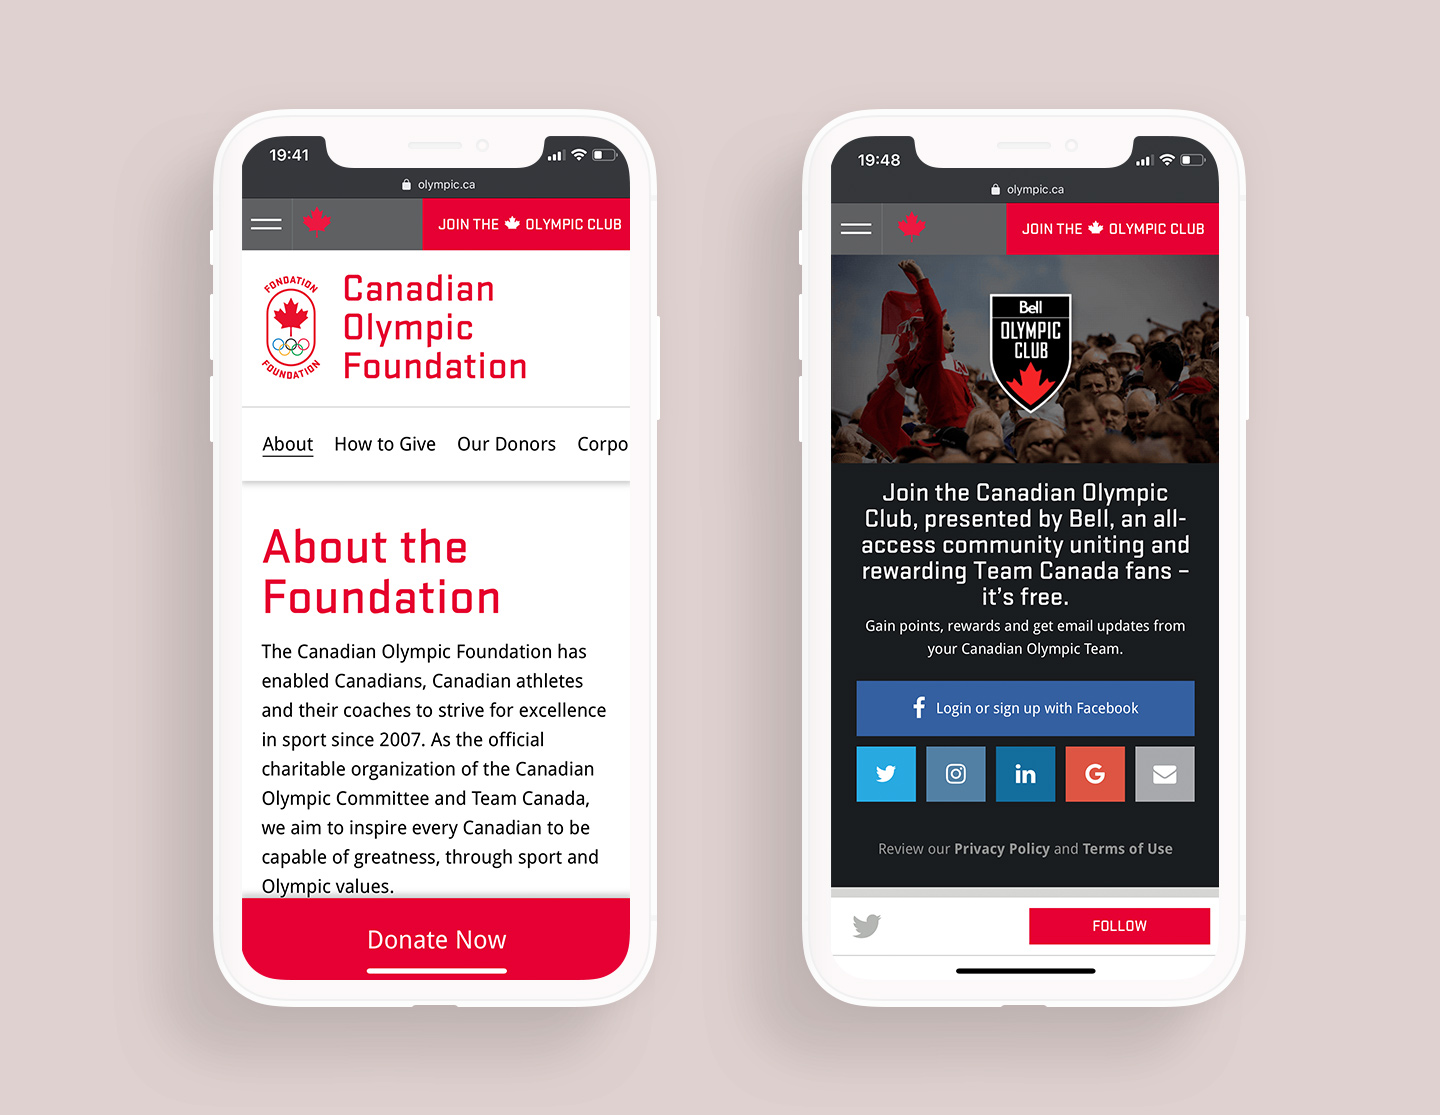 19:41
olympic.ca
JOIN THE OLYMPIC CLUB
FONDATION
FOUNDATION
Canadian
Olympic
Foundation
About How to Give Our Donors Corpo
About the
Foundation
The Canadian Olympic Foundation has
enabled Canadians, Canadian athletes
and their coaches to strive for excellence
in sport since 2007. As the official
charitable organization of the Canadian
Olympic Committee and Team Canada,
we aim to inspire every Canadian to be
capable of greatness, through sport and
Olympic values.
Donate Now
19:48
olympic.ca
JOIN THE OLYMPIC CLUB
Bell
OLYMPIC
CLUB
Join the Canadian Olympic
Club, presented by Bell, an all-
access community uniting and
rewarding Team Canada fans –
it's free.
Gain points, rewards and get email updates from
your Canadian Olympic Team.
Login or sign up with Facebook
Review our Privacy Policy and Terms of Use
FOLLOW